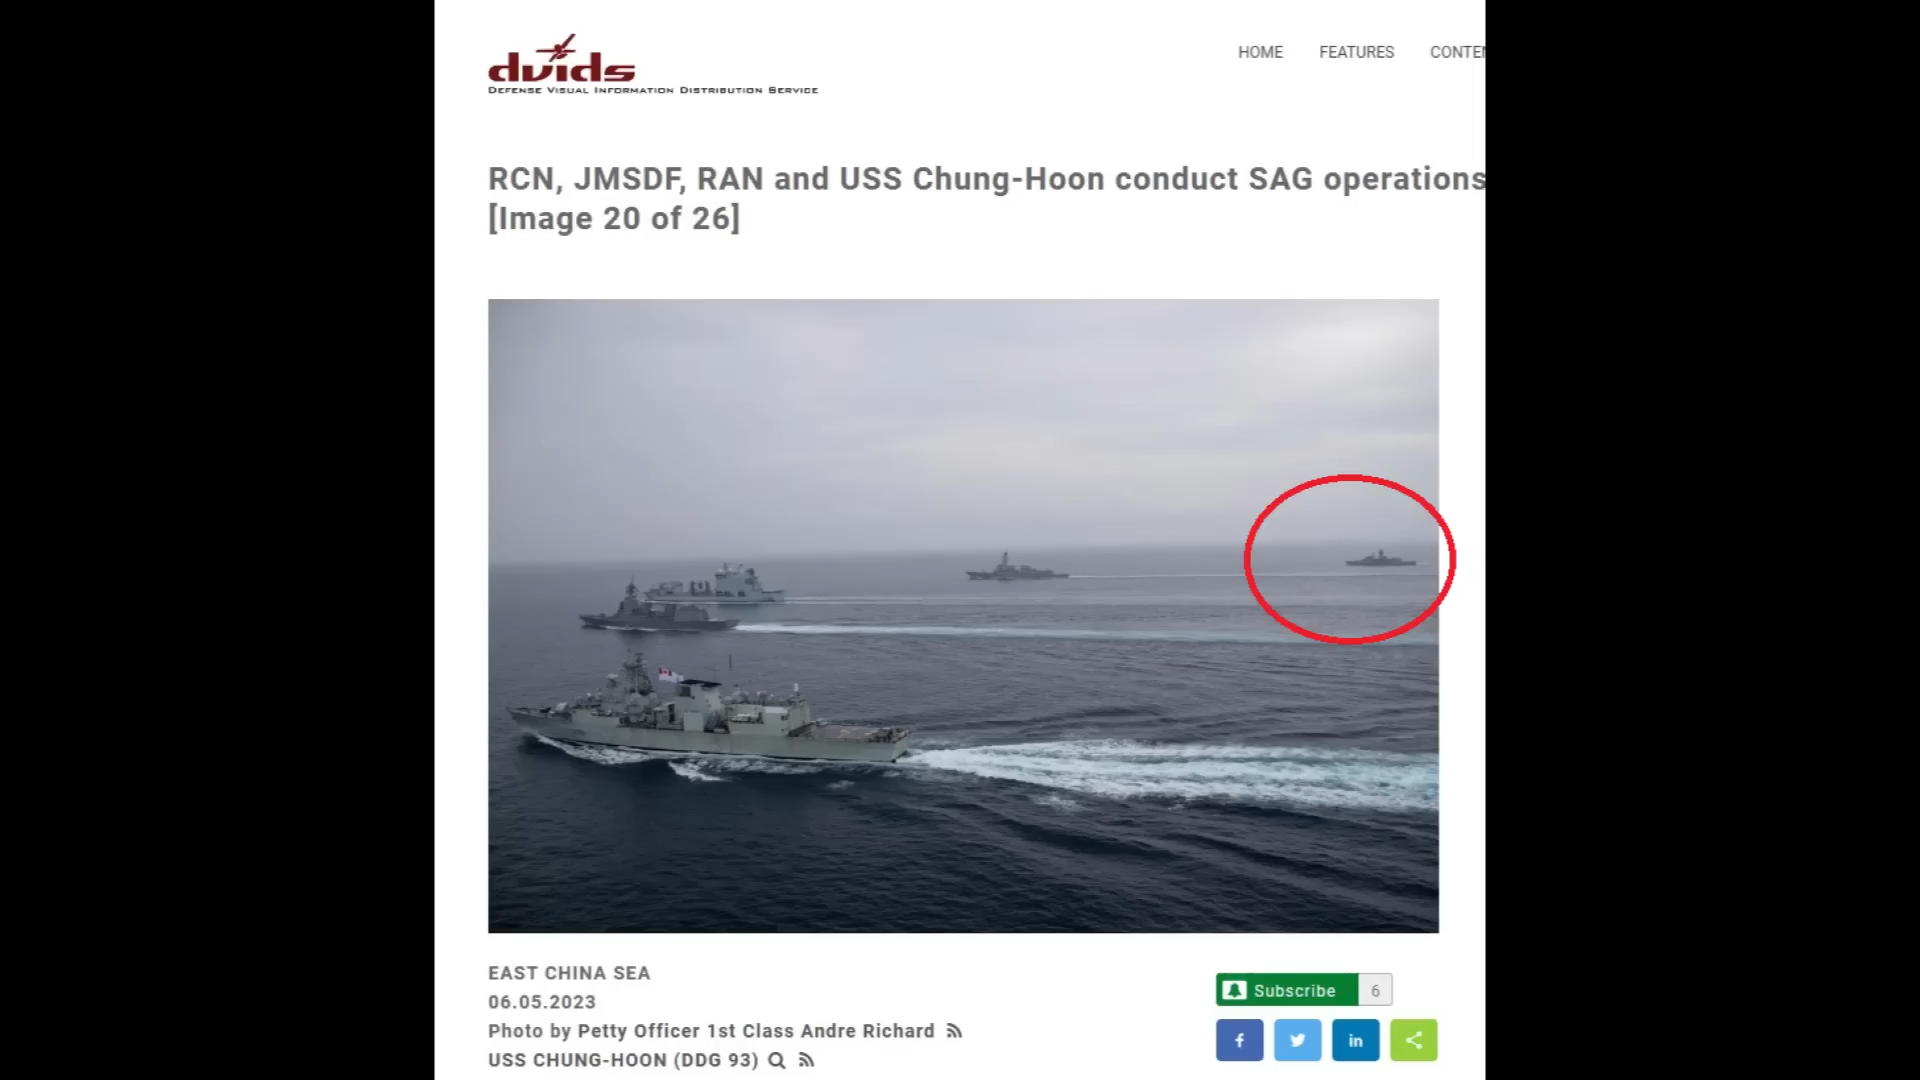 dvids
DEFENSE VISUAL INFORMATION DISTRIBUTION SERVICE
HOME FEATURES CONTEN
RCN, JMSDF, RAN and USS Chung-Hoon conduct SAG operations
[Image 20 of 26]
EAST CHINA SEA
06.05.2023
Photo by Petty Officer 1st Class Andre Richard
USS CHUNG-HOON (DDG 93)
Subscribe 6
f in